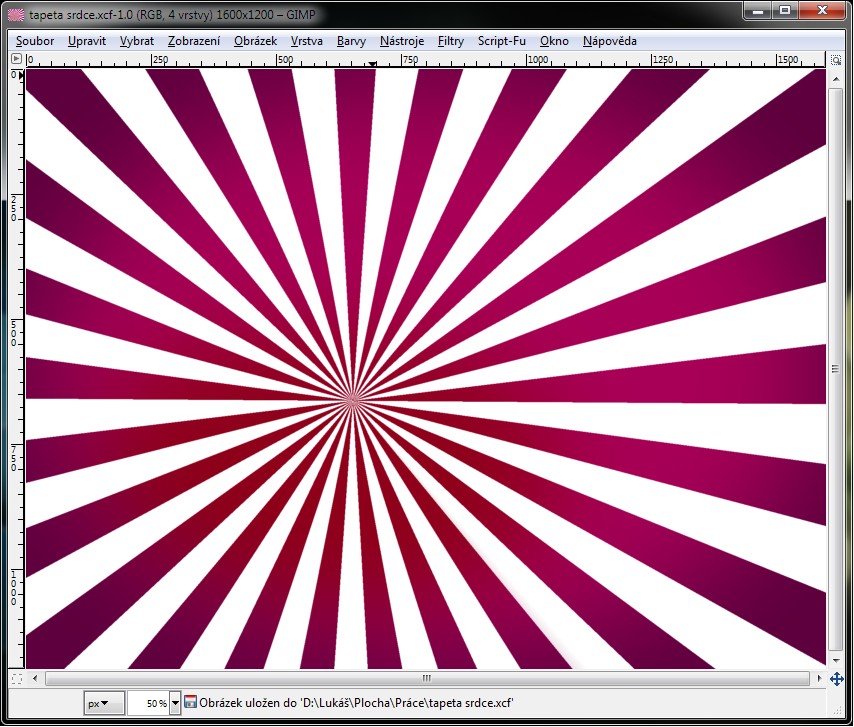 tapeta srdce.xcf-1.0 (RGB, 4 vrstvy) 1600x1200 – GIMP
Soubor Upravit Vybrat Zobrazení Obrázek Vrstva Barvy Nástroje Filtry Script-Fu Okno Nápověda
0 250 500 750 1000 1250 1500
0
250
500
750
1000
px 50 % Obrázek uložen do 'D:\Lukáš\Plocha\Práce\tapeta srdce.xcf'